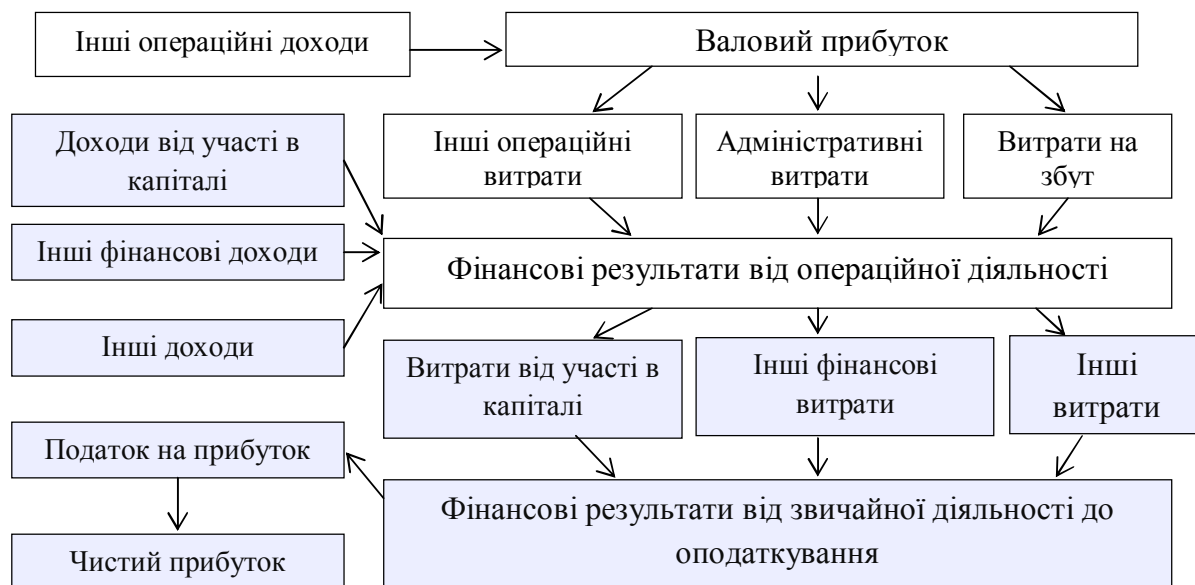 Інші операційні доходи
Валовий прибуток
Доходи від участі в
капіталі
Інші операційні
витрати
Адміністративні
витрати
Витрати на
збут
Інші фінансові доходи
Фінансові результати від операційної діяльності
Інші доходи
Витрати від участі в
капіталі
Інші фінансові
витрати
Інші
витрати
Податок на прибуток
Фінансові результати від звичайної діяльності до
оподаткування
Чистий прибуток